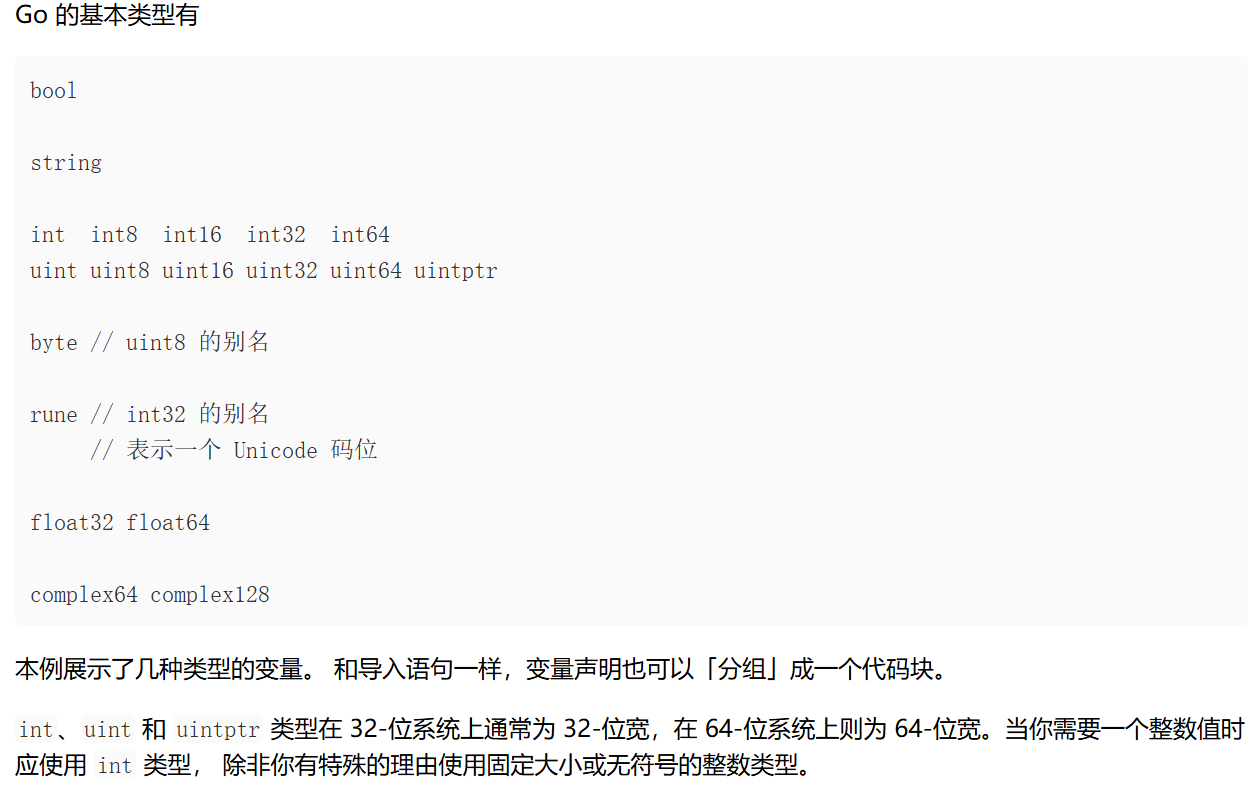 Go 的基本类型有
bool
string
int  int8  int16  int32  int64
uint uint8 uint16 uint32 uint64 uintptr
byte // uint8 的别名
rune // int32 的别名
     // 表示一个 Unicode 码位
float32 float64
complex64 complex128
本例展示了几种类型的变量。 和导入语句一样，变量声明也可以「分组」成一个代码块。
int、uint 和 uintptr 类型在 32-位系统上通常为 32-位宽，在 64-位系统上则为 64-位宽。当你需要一个整数值时
应使用 int 类型， 除非你有特殊的理由使用固定大小或无符号的整数类型。